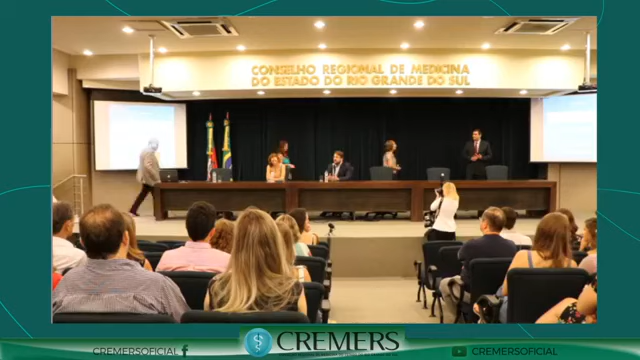 CONSELHO REGIONAL DE MEDICINA
DO ESTADO DO RIO GRANDE DO SUL
CREMERSOFICIAL
CREMERS
CREMERSOFICIAL